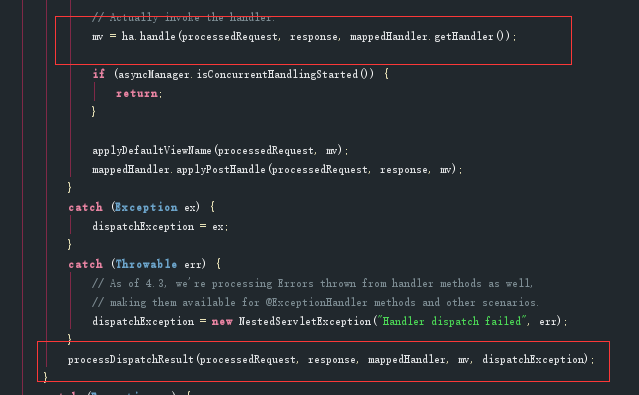 // Actually invoke the handler.
mv = ha.handle(processedRequest, response, mappedHandler.getHandler());
if (asyncManager.isConcurrentHandlingStarted()) {
return;
}
applyDefaultViewName(processedRequest, mv);
mappedHandler.applyPostHandle(processedRequest, response, mv);
}
catch (Exception ex) {
dispatchException = ex;
}
catch (Throwable err) {
// As of 4.3, we're processing Errors thrown from handler methods as well,
// making them available for @ExceptionHandler methods and other scenarios.
dispatchException = new NestedServletException("Handler dispatch failed", err);
}
processDispatchResult(processedRequest, response, mappedHandler, mv, dispatchException);
}